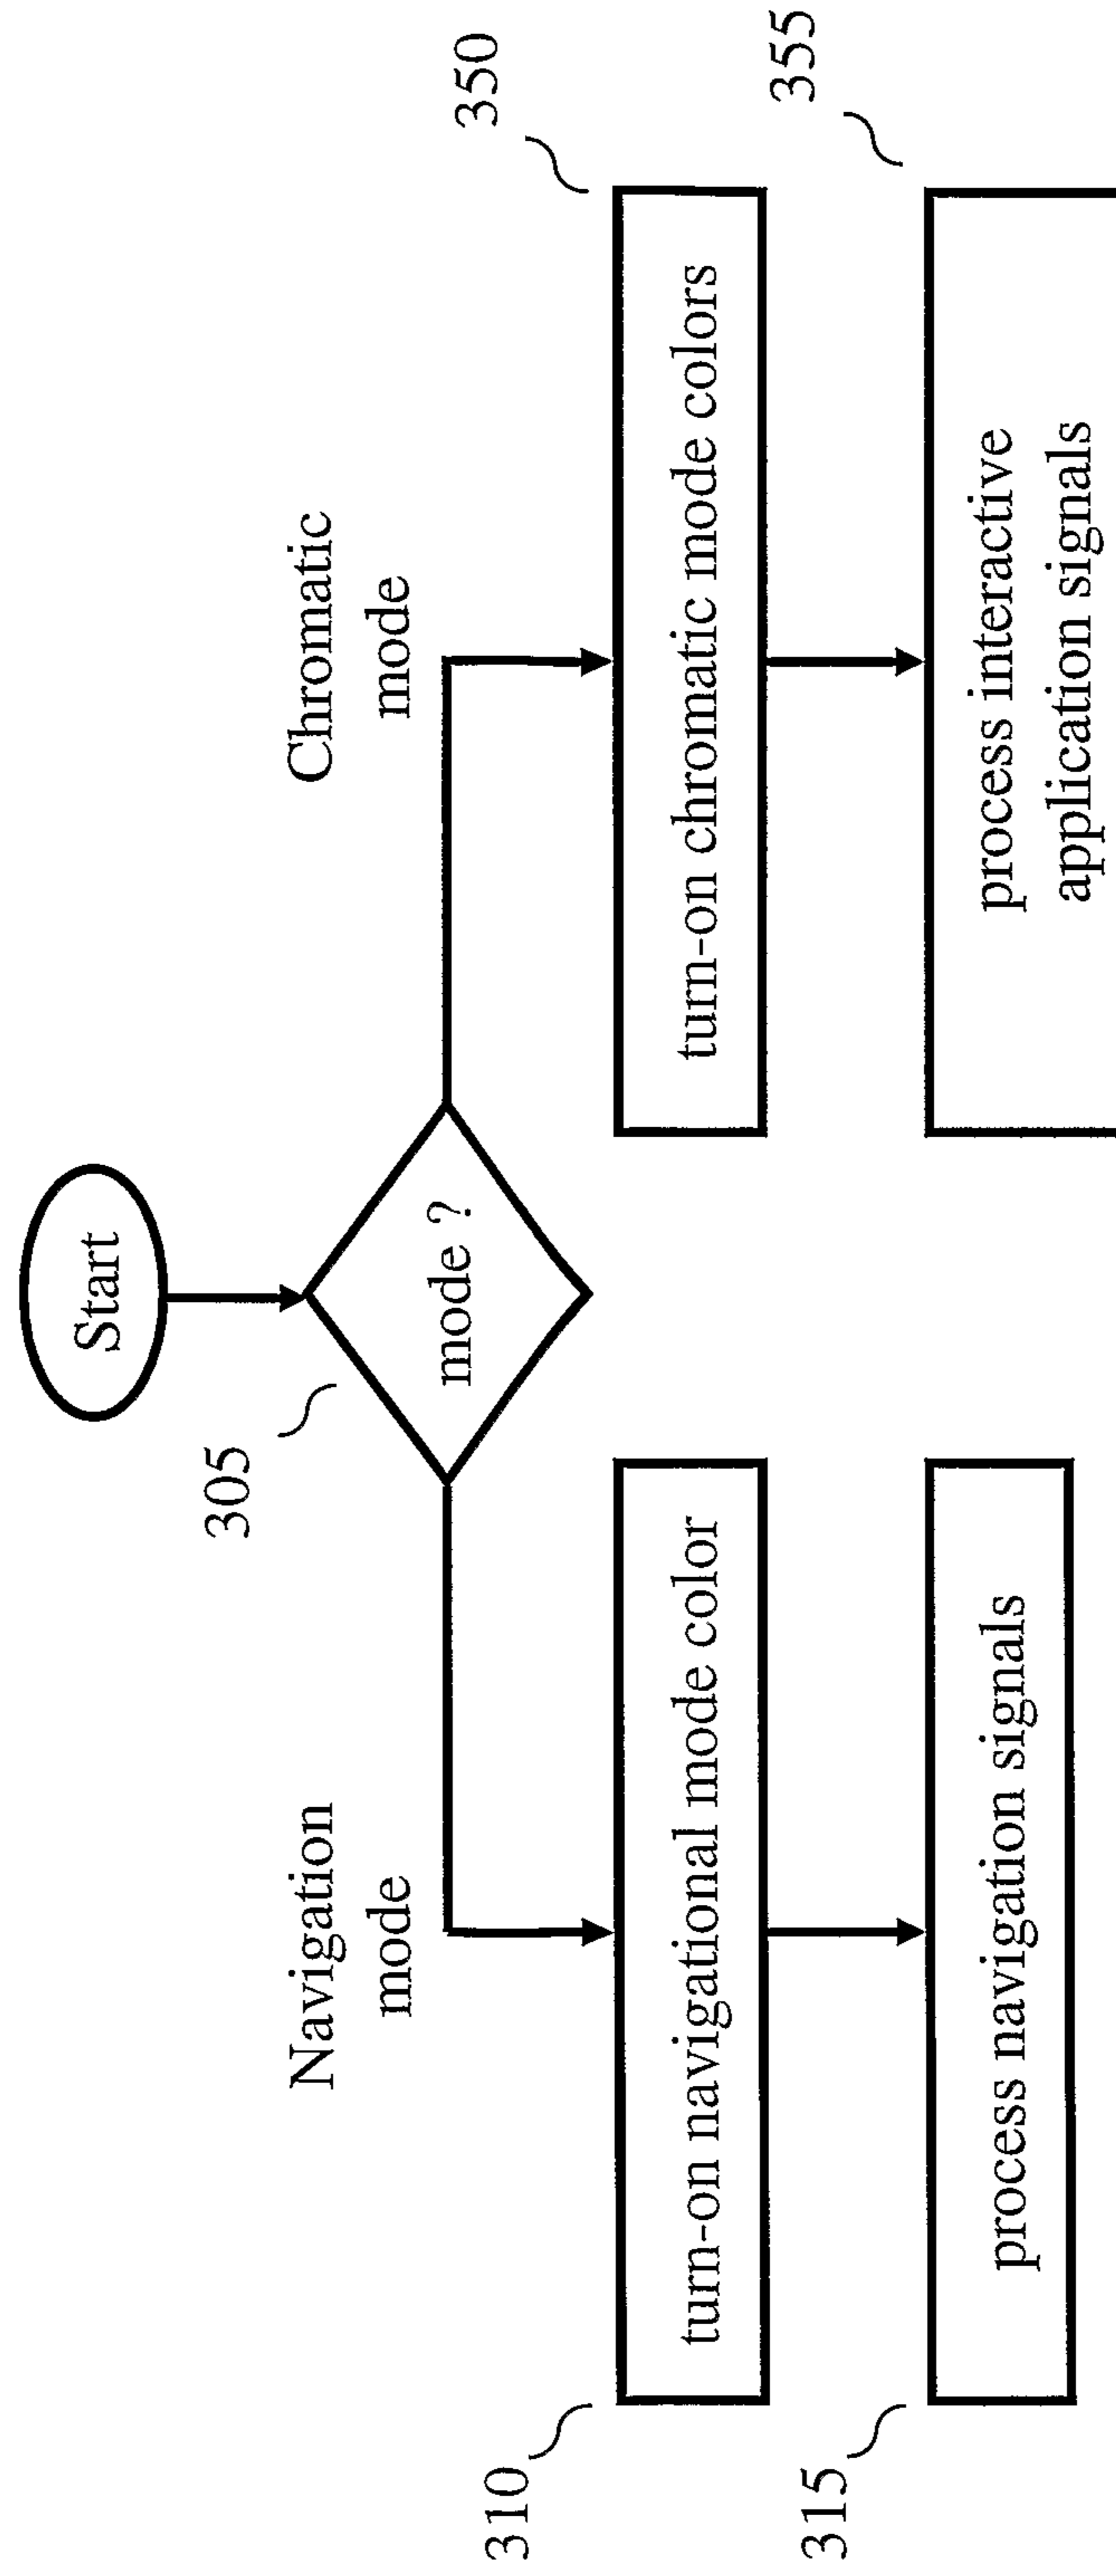 Start
305
mode ?
Navigation
mode
Chromatic
mode
310
turn-on navigational mode color
350
turn-on chromatic mode colors
315
process navigation signals
355
process interactive
application signals